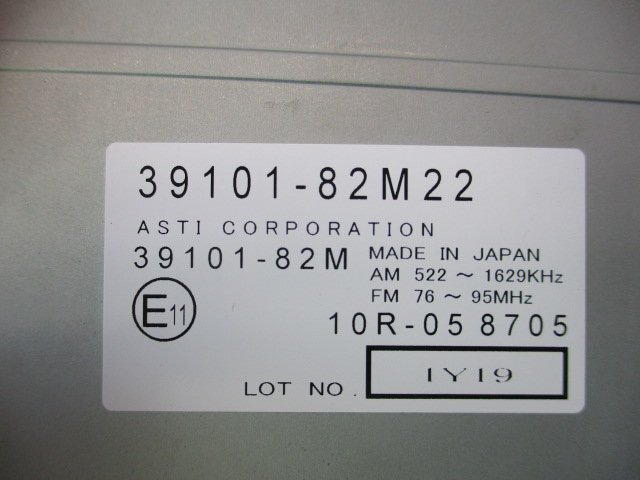 39101-82M22
ASTI CORPORATION
39101-82M
MADE IN JAPAN
AM 522 ~ 1629KHz
FM 76 ~ 95MHz
E11
10R-05 8705
LOT NO. 1Y19